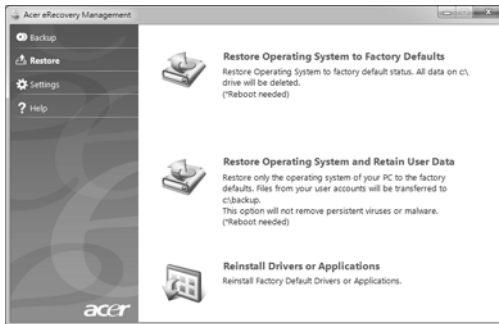 Acer eRecovery Management
Backup
Restore
Settings
Help
Restore Operating System to Factory Defaults
Restore Operating System to factory default status. All data on c:\
drive will be deleted.
(*Reboot needed)
Restore Operating System and Retain User Data
Restore only the operating system of your PC to the factory
defaults. Files from your user accounts will be transferred to
c:\backup.
This option will not remove persistent viruses or malware.
(*Reboot needed)
Reinstall Drivers or Applications
Reinstall Factory Default Drivers or Applications.
acer